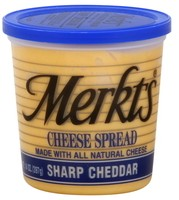 Merkt's
CHEESE SPREAD
MADE WITH ALL NATURAL CHEESE
SHARP CHEDDAR